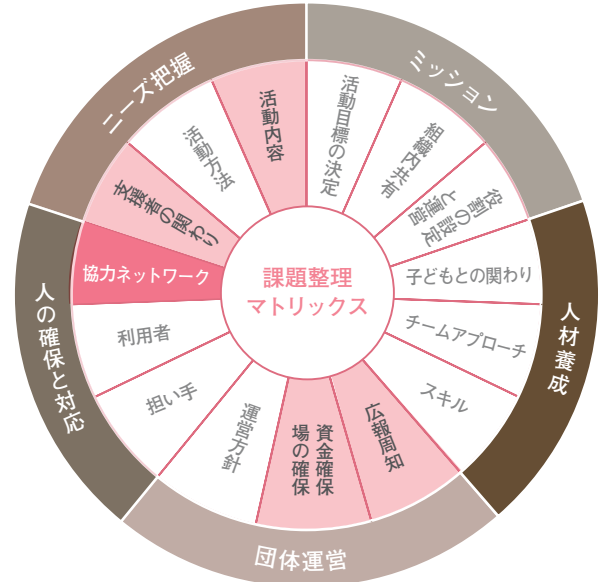 ミッション
活動目標の決定
組織内共有
役割の設定
と運営
人材養成
子どもとの関わり
チームアプローチ
スキル
団体運営
広報周知
資金確保
場の確保
運営方針
人の確保と対応
担い手
利用者
協力ネットワーク
ニーズ把握
支援者の関わり
活動方法
活動内容
課題整理
マトリックス